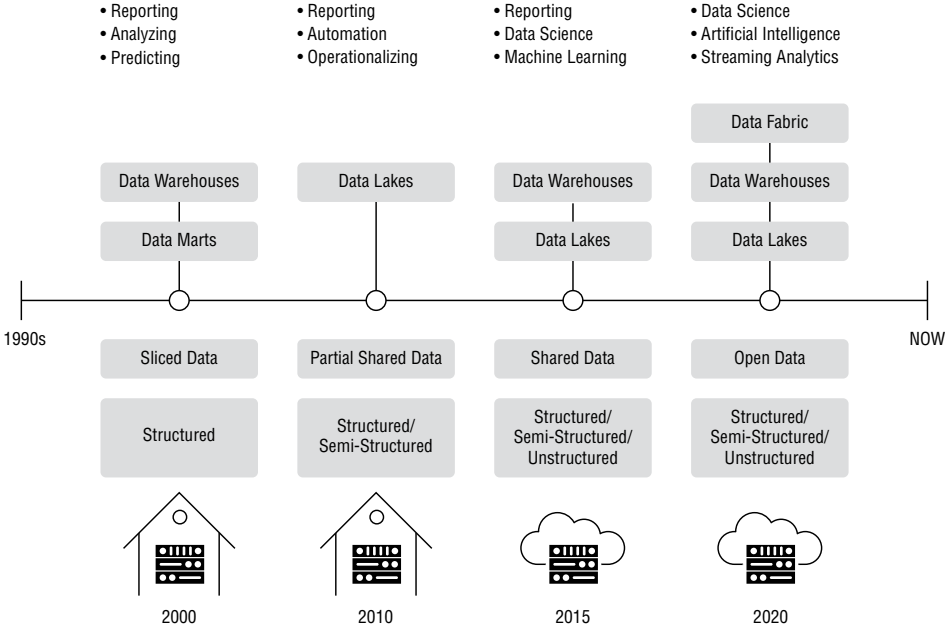 • Reporting
• Analyzing
• Predicting
• Reporting
• Automation
• Operationalizing
• Reporting
• Data Science
• Machine Learning
• Data Science
• Artificial Intelligence
• Streaming Analytics
Data Fabric
Data Warehouses
Data Lakes
Data Warehouses
Data Warehouses
Data Marts
Data Lakes
Data Lakes
1990s
NOW
Sliced Data
Partial Shared Data
Shared Data
Open Data
Structured
Structured/
Semi-Structured
Structured/
Semi-Structured/
Unstructured
Structured/
Semi-Structured/
Unstructured
2000
2010
2015
2020